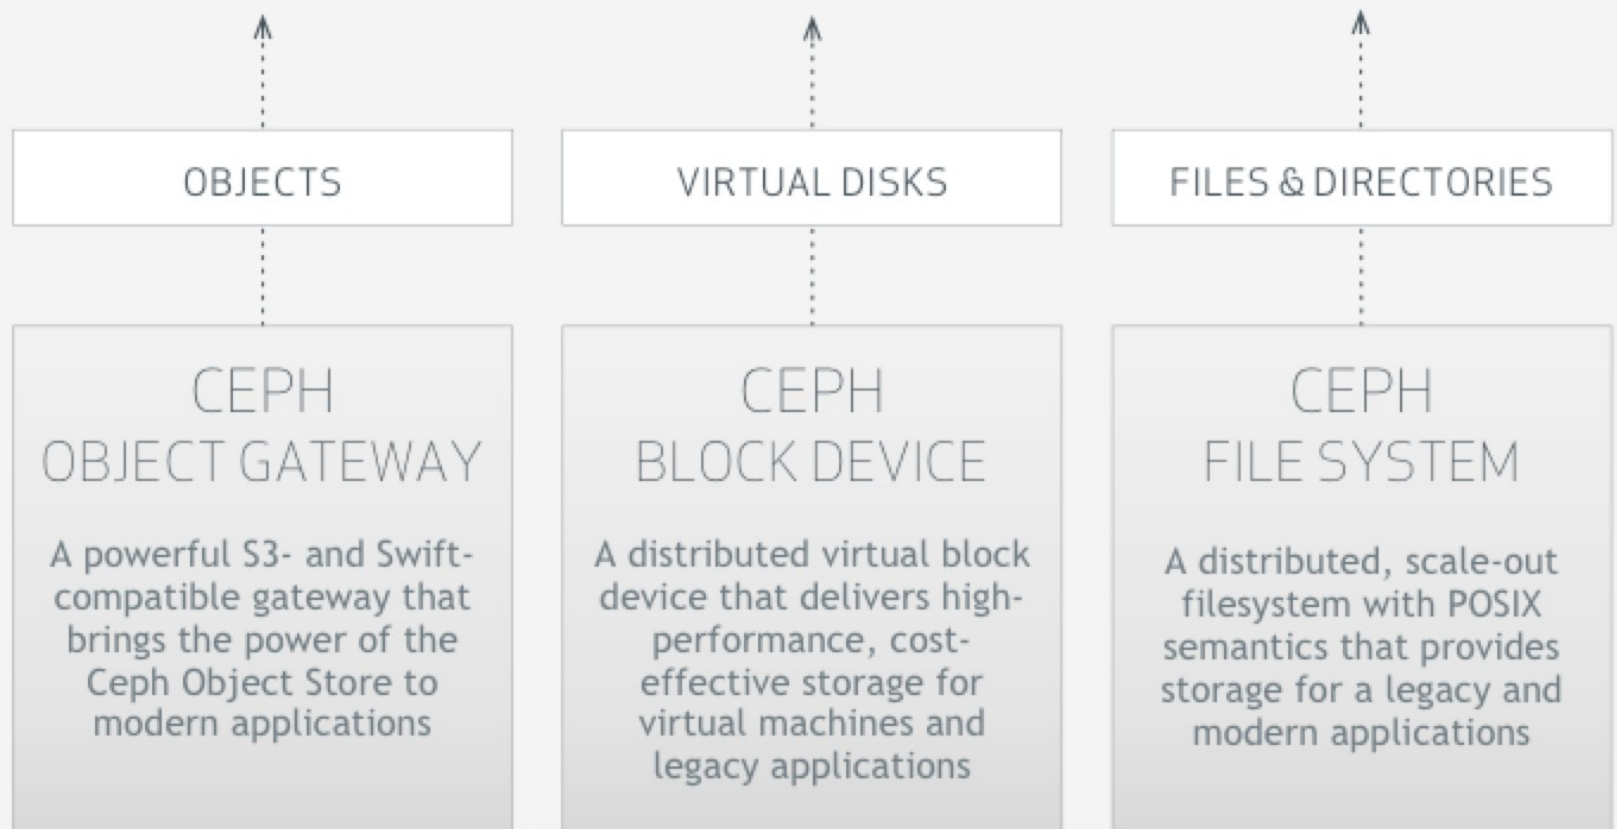 OBJECTS
VIRTUAL DISKS
FILES & DIRECTORIES
CEPH
OBJECT GATEWAY
A powerful S3- and Swift-
compatible gateway that
brings the power of the
Ceph Object Store to
modern applications
CEPH
BLOCK DEVICE
A distributed virtual block
device that delivers high-
performance, cost-
effective storage for
virtual machines and
legacy applications
CEPH
FILE SYSTEM
A distributed, scale-out
filesystem with POSIX
semantics that provides
storage for a legacy and
modern applications